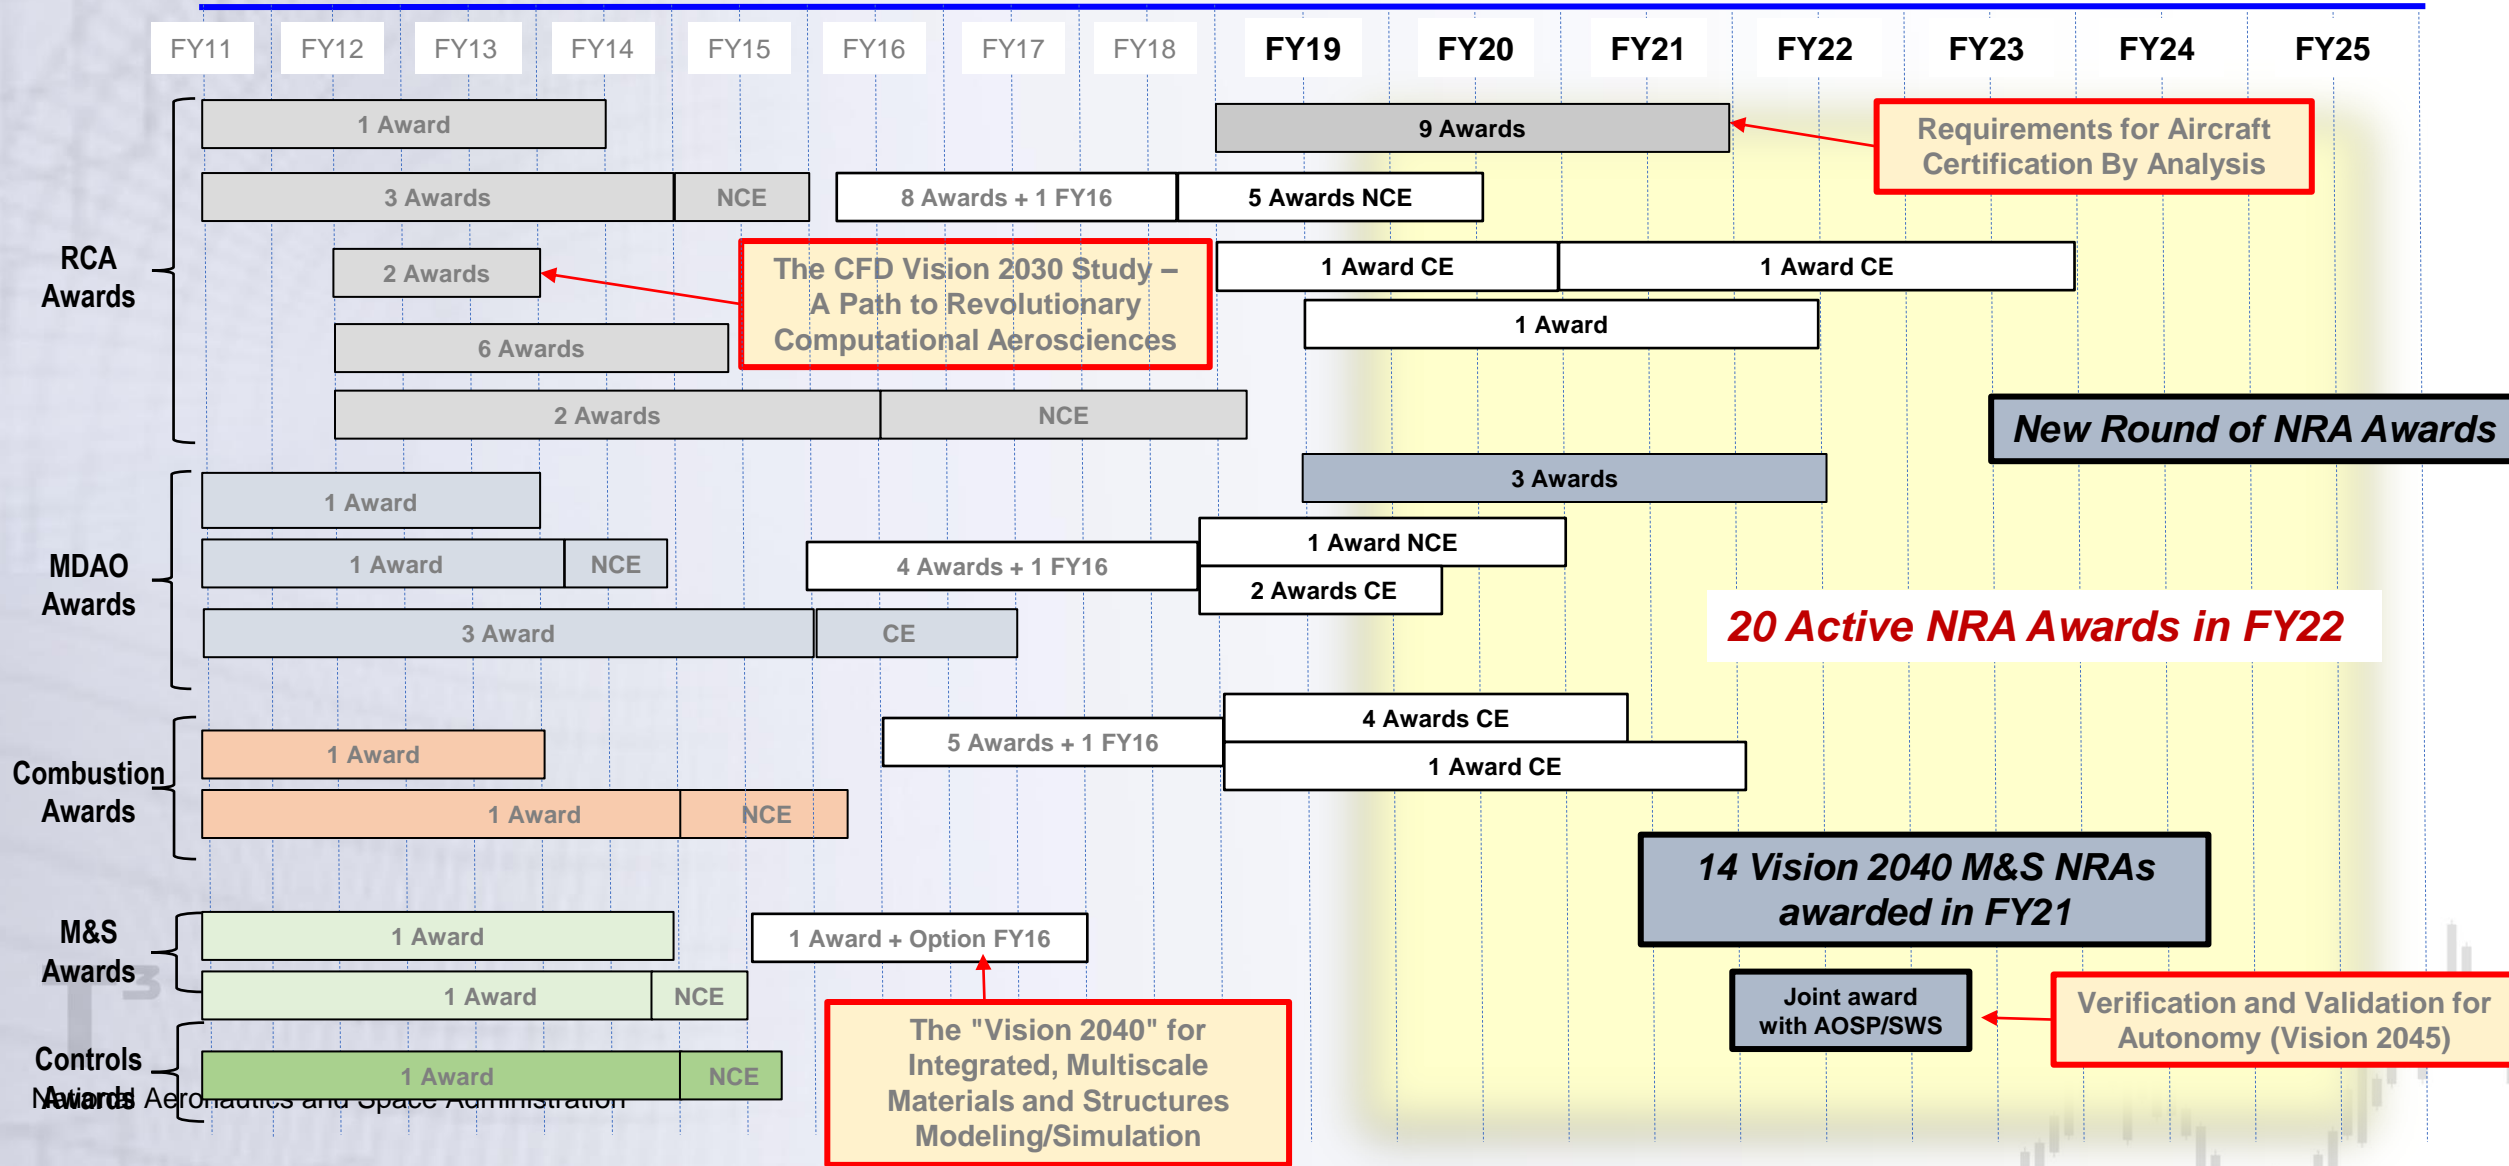 FY11 FY12 FY13 FY14 FY15 FY16 FY17 FY18 FY19 FY20 FY21 FY22 FY23 FY24 FY25
RCA
Awards
1 Award
9 Awards
Requirements for Aircraft
Certification By Analysis
3 Awards
NCE
8 Awards + 1 FY16
5 Awards NCE
2 Awards
The CFD Vision 2030 Study –
A Path to Revolutionary
Computational Aerosciences
1 Award CE
1 Award CE
6 Awards
1 Award
2 Awards
NCE
New Round of NRA Awards
MDAO
Awards
1 Award
3 Awards
1 Award
NCE
4 Awards + 1 FY16
1 Award NCE
2 Awards CE
3 Award
CE
20 Active NRA Awards in FY22
Combustion
Awards
1 Award
5 Awards + 1 FY16
4 Awards CE
1 Award CE
1 Award
NCE
14 Vision 2040 M&S NRAs
awarded in FY21
M&S
Awards
1 Award
1 Award + Option FY16
1 Award
NCE
The "Vision 2040" for
Integrated, Multiscale
Materials and Structures
Modeling/Simulation
Joint award
with AOSP/SWS
Verification and Validation for
Autonomy (Vision 2045)
Controls
Awards
1 Award
NCE
T³
National Aeronautics and Space Administration